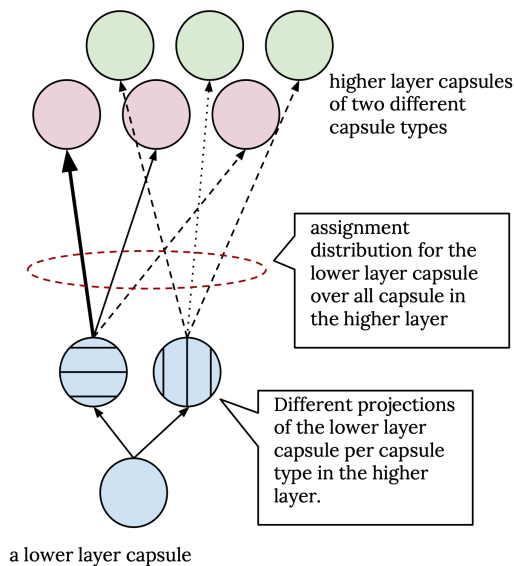 higher layer capsules
of two different
capsule types
assignment
distribution for the
lower layer capsule
over all capsule in
the higher layer
Different projections
of the lower layer
capsule per capsule
type in the higher
layer.
a lower layer capsule